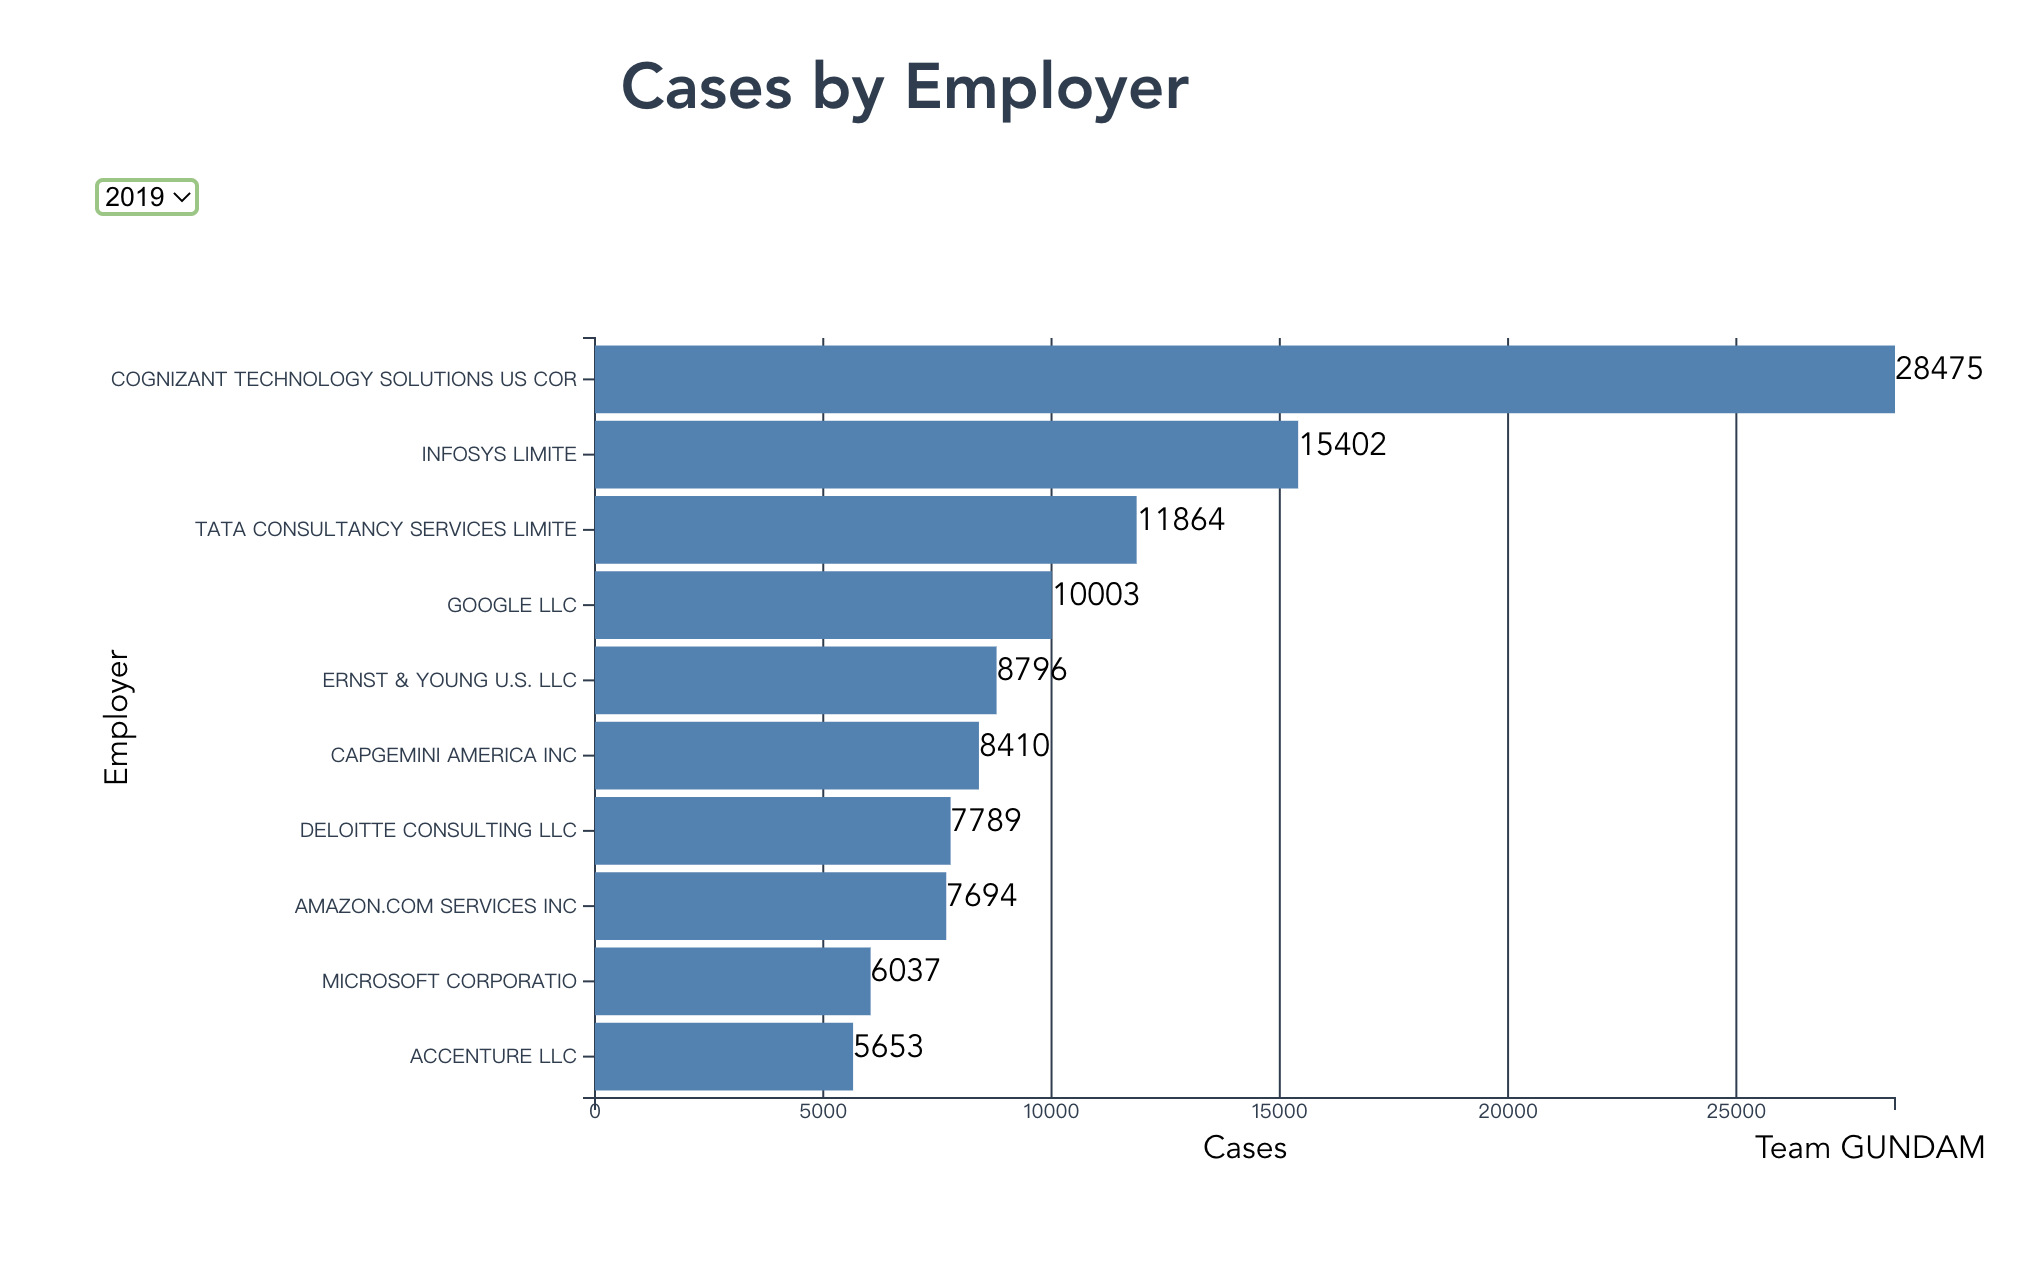 Cases by Employer
2019
COGNIZANT TECHNOLOGY SOLUTIONS US COR
28475
INFOSYS LIMITE
15402
TATA CONSULTANCY SERVICES LIMITE
11864
GOOGLE LLC
10003
ERNST & YOUNG U.S. LLC
8796
CAPGEMINI AMERICA INC
8410
DELOITTE CONSULTING LLC
7789
AMAZON.COM SERVICES INC
7694
MICROSOFT CORPORATIO
6037
ACCENTURE LLC
5653
Employer
0 5000 10000 15000 20000 25000
Cases
Team GUNDAM